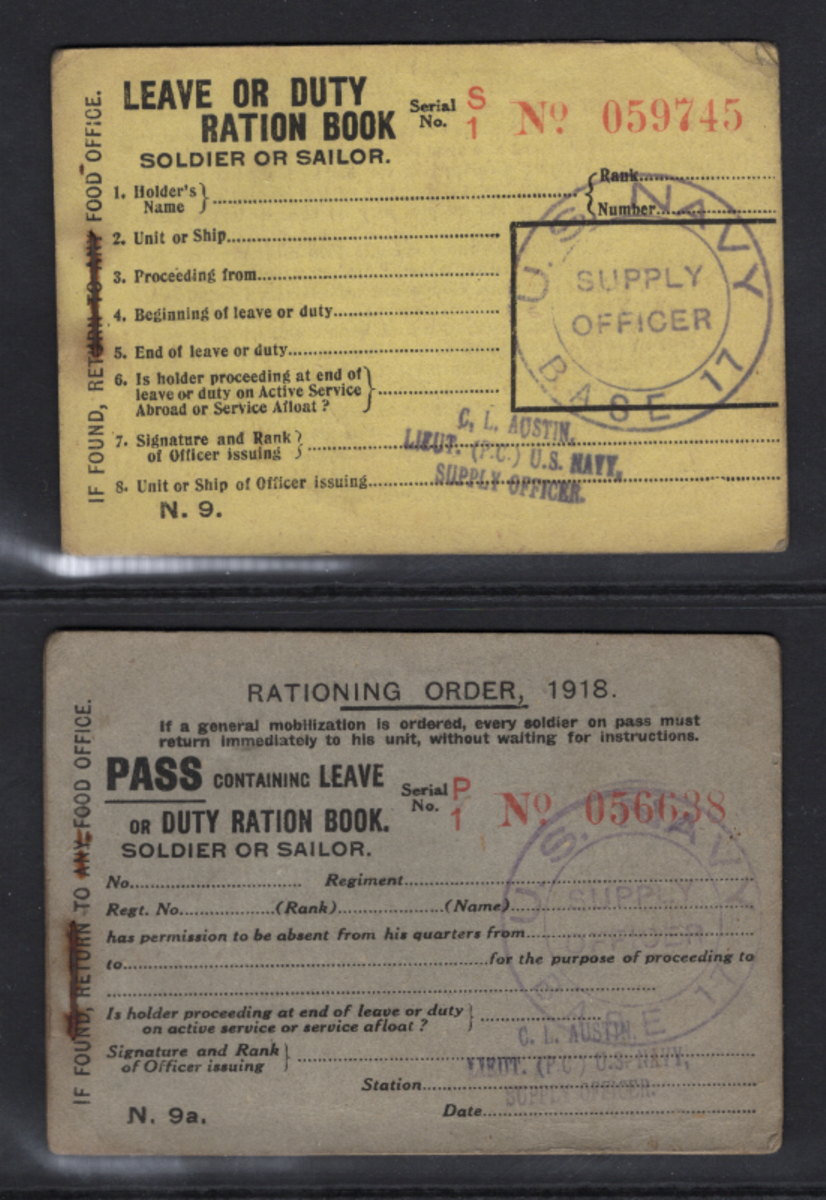 IF FOUND, RETURN TO ANY FOOD OFFICE.
LEAVE OR DUTY
RATION BOOK
SOLDIER OR SAILOR.
Serial No. S 1 No 059745
1. Holder's Name
Rank
Number
2. Unit or Ship
3. Proceeding from
4. Beginning of leave or duty
5. End of leave or duty
6. Is holder proceeding at end of
leave or duty on Active Service
Abroad or Service Afloat ?
7. Signature and Rank
of Officer issuing
8. Unit or Ship of Officer issuing
N. 9.
U.S. NAVY
SUPPLY
OFFICER
BASE 17
C. L. AUSTIN,
LIEUT. (P.C.) U.S. NAVY,
SUPPLY OFFICER.
IF FOUND, RETURN TO ANY FOOD OFFICE.
RATIONING ORDER, 1918.
If a general mobilization is ordered, every soldier on pass must
return immediately to his unit, without waiting for instructions.
PASS CONTAINING LEAVE
OR DUTY RATION BOOK.
SOLDIER OR SAILOR.
Serial No. P 1 No 056638
No. Regiment
Regt. No. (Rank) (Name)
has permission to be absent from his quarters from
to for the purpose of proceeding to
Is holder proceeding at end of leave or duty
on active service or service afloat ?
Signature and Rank
of Officer issuing
Station
Date
N. 9a.
U.S. NAVY
SUPPLY
OFFICER
BASE 17
C. L. AUSTIN,
LIEUT. (P.C.) U.S. NAVY,
SUPPLY OFFICER.